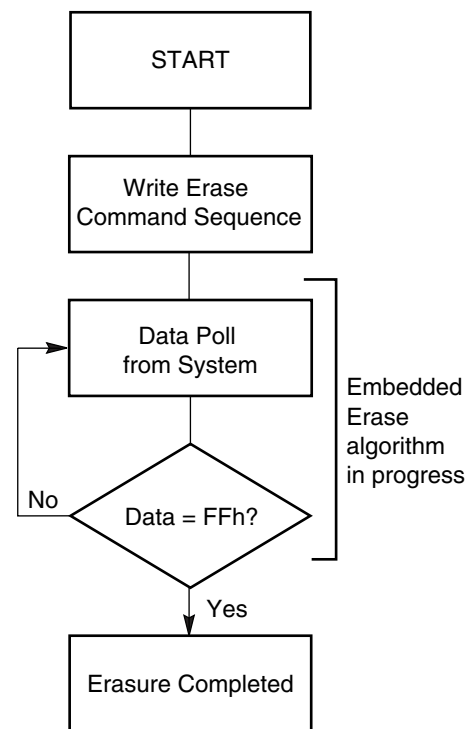 START
Write Erase
Command Sequence
Data Poll
from System
Embedded
Erase
algorithm
in progress
No
Data = FFh?
Yes
Erasure Completed